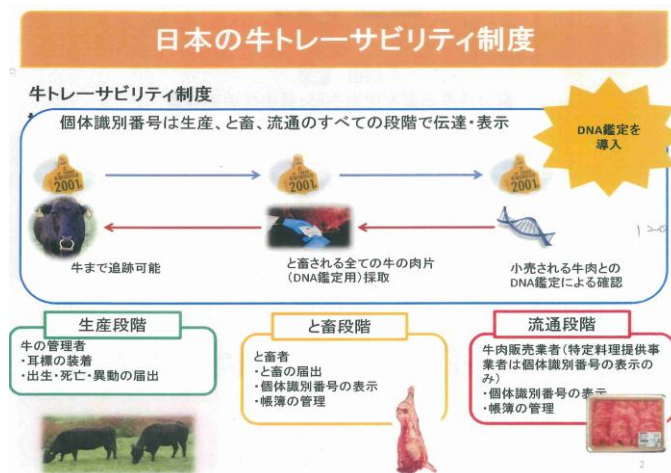 日本の牛トレーサビリティ制度
牛トレーサビリティ制度
個体識別番号は生産、と畜、流通のすべての段階で伝達・表示
DNA鑑定を
導入
2001
2001
2001
牛まで追跡可能
と畜される全ての牛の肉片
(DNA鑑定用)採取
小売される牛肉との
DNA鑑定による確認
生産段階
牛の管理者
・耳標の装着
・出生・死亡・異動の届出
と畜段階
と畜者
・と畜の届出
・個体識別番号の表示
・帳簿の管理
流通段階
牛肉販売業者(特定料理提供事
業者は個体識別番号の表示の
み)
・個体識別番号の表示
・帳簿の管理
2